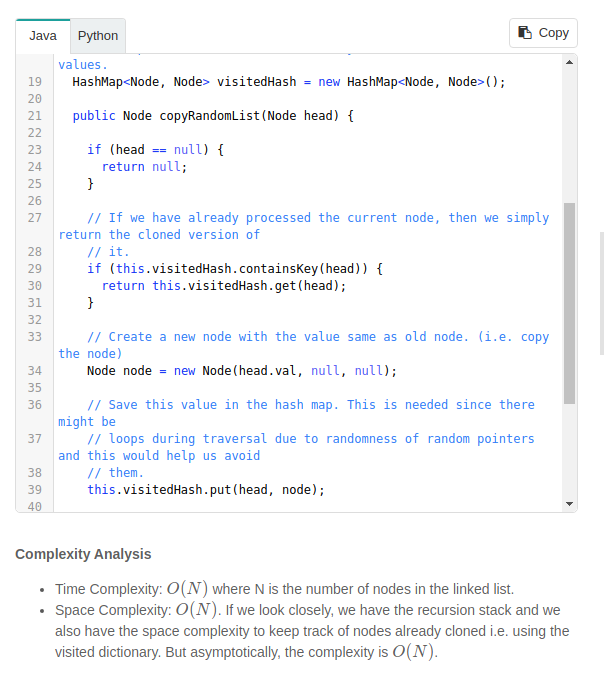 Java Python Copy
values.
19 HashMap<Node, Node> visitedHash = new HashMap<Node, Node>();
20
21 public Node copyRandomList(Node head) {
22
23 if (head == null) {
24 return null;
25 }
26
27 // If we have already processed the current node, then we simply
return the cloned version of
28 // it.
29 if (this.visitedHash.containsKey(head)) {
30 return this.visitedHash.get(head);
31 }
32
33 // Create a new node with the value same as old node. (i.e. copy
the node)
34 Node node = new Node(head.val, null, null);
35
36 // Save this value in the hash map. This is needed since there
might be
37 // loops during traversal due to randomness of random pointers
and this would help us avoid
38 // them.
39 this.visitedHash.put(head, node);
40
Complexity Analysis
• Time Complexity: O(N) where N is the number of nodes in the linked list.
• Space Complexity: O(N). If we look closely, we have the recursion stack and we
also have the space complexity to keep track of nodes already cloned i.e. using the
visited dictionary. But asymptotically, the complexity is O(N).